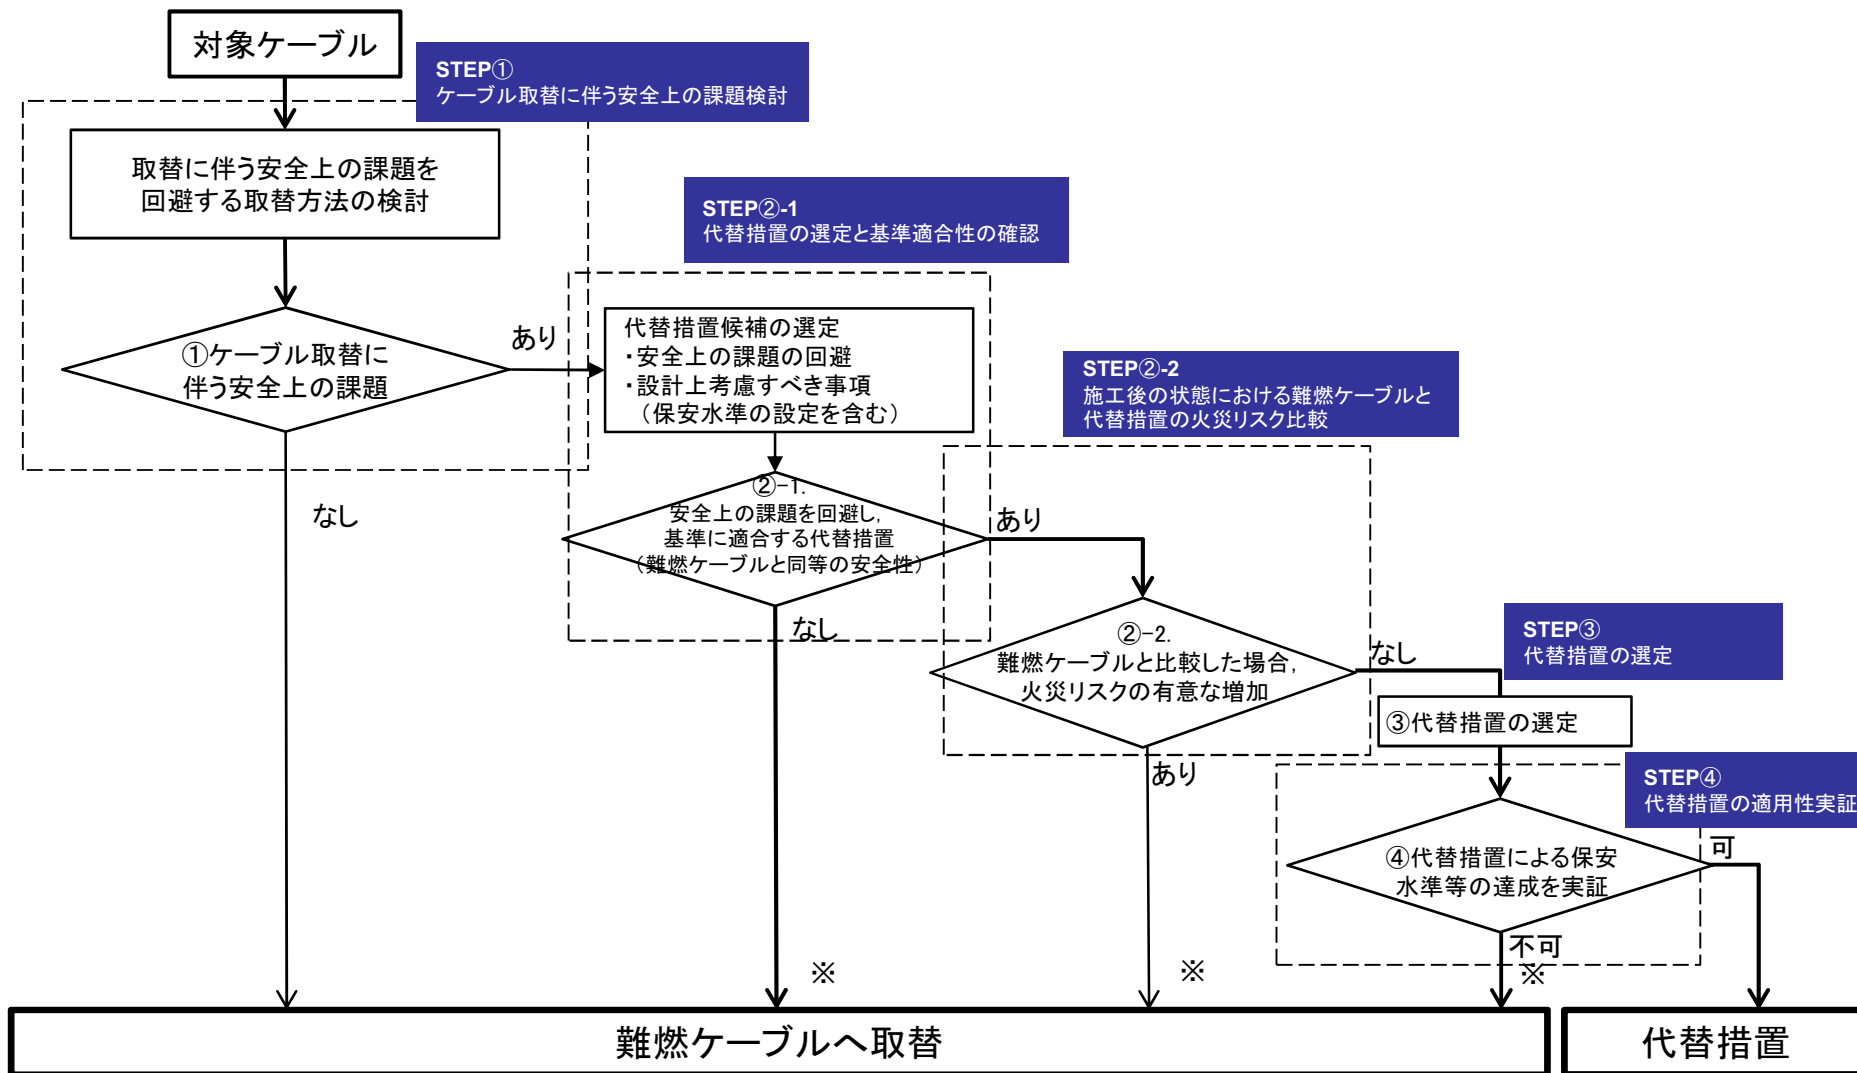 対象ケーブル
STEP①
ケーブル取替に伴う安全上の課題検討
取替に伴う安全上の課題を
回避する取替方法の検討
STEP②-1
代替措置の選定と基準適合性の確認
①ケーブル取替に
伴う安全上の課題
あり
なし
代替措置候補の選定
・安全上の課題の回避
・設計上考慮すべき事項
（保安水準の設定を含む）
STEP②-2
施工後の状態における難燃ケーブルと
代替措置の火災リスク比較
②-1.
安全上の課題を回避し，
基準に適合する代替措置
（難燃ケーブルと同等の安全性）
あり
なし
②-2.
難燃ケーブルと比較した場合，
火災リスクの有意な増加
なし
あり
STEP③
代替措置の選定
③代替措置の選定
STEP④
代替措置の適用性実証
④代替措置による保安
水準等の達成を実証
可
不可
※
※
※
難燃ケーブルへ取替
代替措置